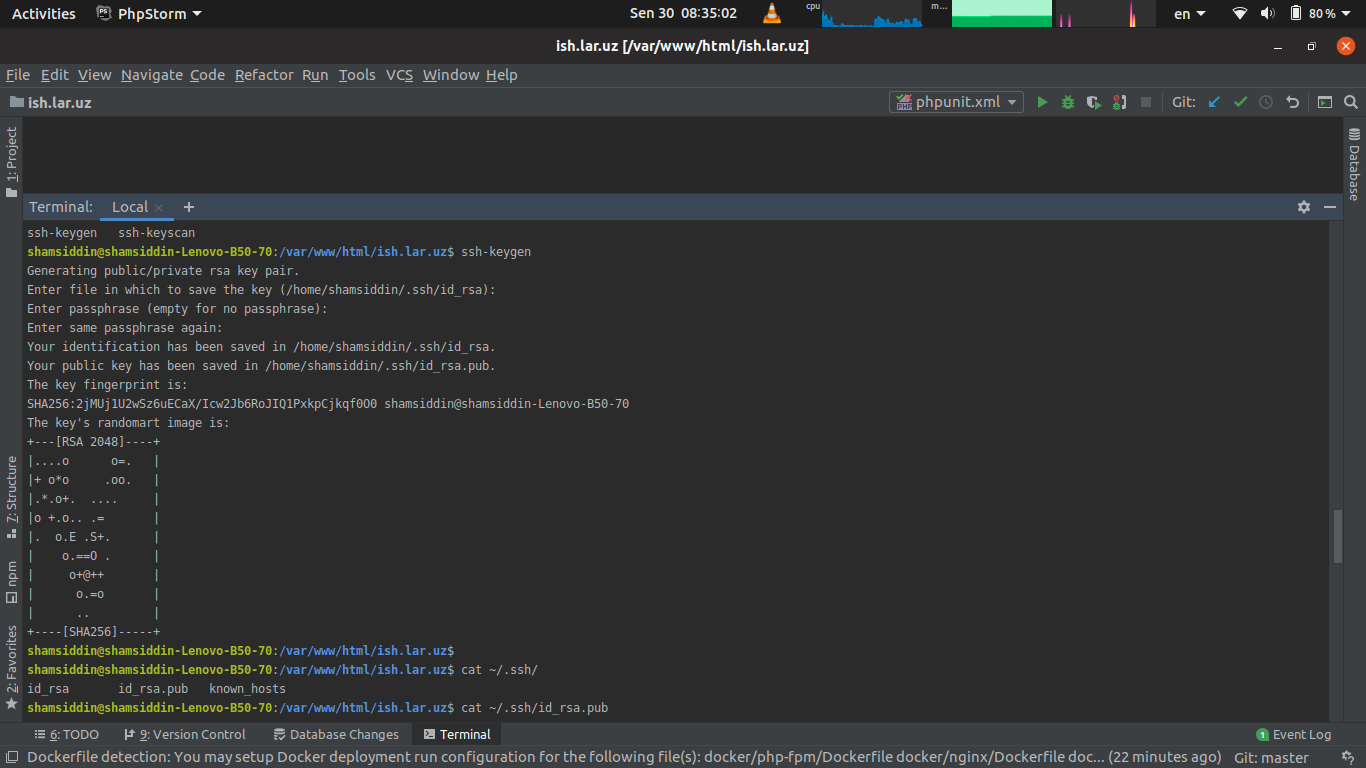 Activities PhpStorm Sen 30 08:35:02 cpu m... en 80 %
ish.lar.uz [/var/www/html/ish.lar.uz]
File Edit View Navigate Code Refactor Run Tools VCS Window Help
ish.lar.uz phpunit.xml Git:
1: Project
Database
Terminal: Local
ssh-keygen   ssh-keyscan
shamsiddin@shamsiddin-Lenovo-B50-70:/var/www/html/ish.lar.uz$ ssh-keygen
Generating public/private rsa key pair.
Enter file in which to save the key (/home/shamsiddin/.ssh/id_rsa):
Enter passphrase (empty for no passphrase):
Enter same passphrase again:
Your identification has been saved in /home/shamsiddin/.ssh/id_rsa.
Your public key has been saved in /home/shamsiddin/.ssh/id_rsa.pub.
The key fingerprint is:
SHA256:2jMUj1U2wSz6uECaX/Icw2Jb6RoJIQ1PxkpCjkqf0O0 shamsiddin@shamsiddin-Lenovo-B50-70
The key's randomart image is:
+---[RSA 2048]----+
|....o      o=.   |
|+ o*o     .oo.   |
|.*.o+.  ....     |
|o +.o.. .=       |
|.  o.E .S+.      |
|    o.==O .      |
|     o+@++       |
|      o.=o       |
|      ..         |
+----[SHA256]-----+
shamsiddin@shamsiddin-Lenovo-B50-70:/var/www/html/ish.lar.uz$
shamsiddin@shamsiddin-Lenovo-B50-70:/var/www/html/ish.lar.uz$ cat ~/.ssh/
id_rsa       id_rsa.pub   known_hosts
shamsiddin@shamsiddin-Lenovo-B50-70:/var/www/html/ish.lar.uz$ cat ~/.ssh/id_rsa.pub
7: Structure
npm
2: Favorites
6: TODO 9: Version Control Database Changes Terminal 1 Event Log
Dockerfile detection: You may setup Docker deployment run configuration for the following file(s): docker/php-fpm/Dockerfile docker/nginx/Dockerfile doc... (22 minutes ago) Git: master